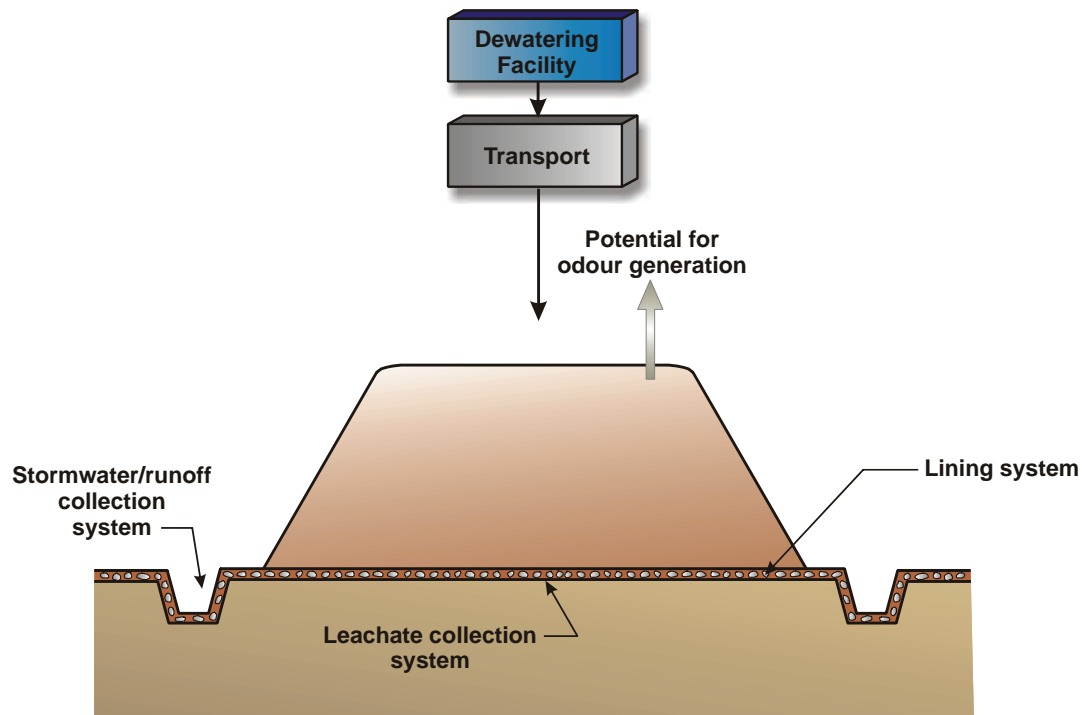 Dewatering
Facility
Transport
Potential for
odour generation
Stormwater/runoff
collection
system
Lining system
Leachate collection
system